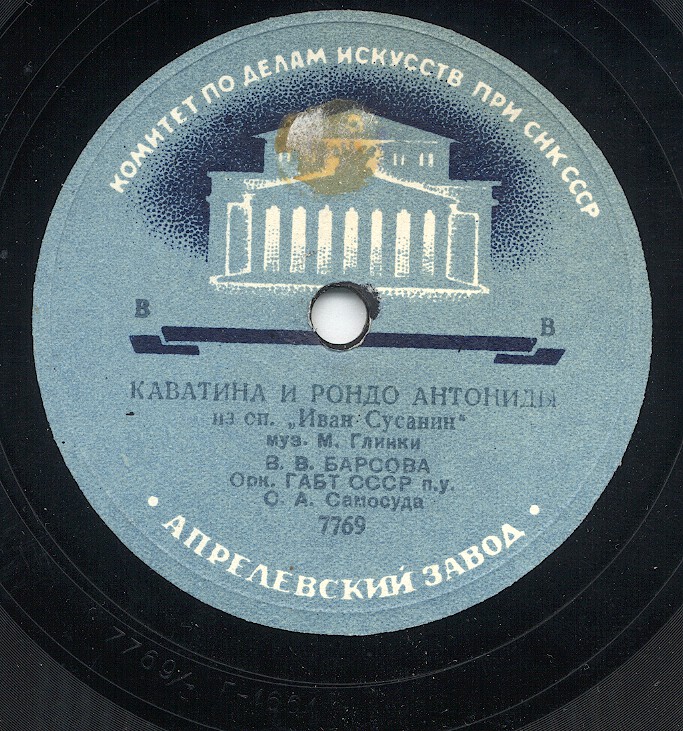 КОМИТЕТ ПО ДЕЛАМ ИСКУССТВ ПРИ СНК СССР
В
В
КАВАТИНА И РОНДО АНТОНИДЫ
из оп. „Иван Сусанин"
муз. М. Глинки
В. В. БАРСОВА
Орк. ГАБТ СССР п.у.
С. А. Самосуда
7769
• АПРЕЛЕВСКИЙ ЗАВОД •